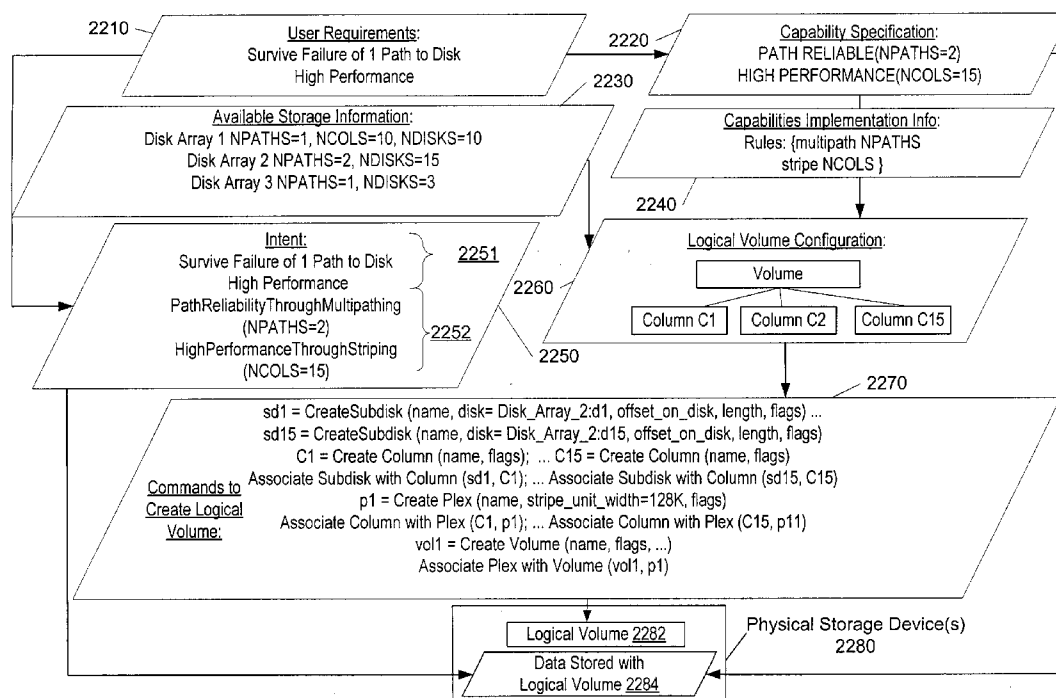 2210
User Requirements:
Survive Failure of 1 Path to Disk
High Performance
2220
Capability Specification:
PATH RELIABLE(NPATHS=2)
HIGH PERFORMANCE(NCOLS=15)
2230
Available Storage Information:
Disk Array 1 NPATHS=1, NCOLS=10, NDISKS=10
Disk Array 2 NPATHS=2, NDISKS=15
Disk Array 3 NPATHS=1, NDISKS=3
Capabilities Implementation Info:
Rules: {multipath NPATHS
stripe NCOLS }
2240
Intent:
Survive Failure of 1 Path to Disk
High Performance
2251
PathReliabilityThroughMultipathing
(NPATHS=2)
HighPerformanceThroughStriping
(NCOLS=15)
2252
2250
2260
Logical Volume Configuration:
Volume
Column C1
Column C2
Column C15
2270
Commands to
Create Logical
Volume:
sd1 = CreateSubdisk (name, disk= Disk_Array_2:d1, offset_on_disk, length, flags) ...
sd15 = CreateSubdisk (name, disk= Disk_Array_2:d15, offset_on_disk, length, flags)
C1 = Create Column (name, flags); ... C15 = Create Column (name, flags)
Associate Subdisk with Column (sd1, C1); ... Associate Subdisk with Column (sd15, C15)
p1 = Create Plex (name, stripe_unit_width=128K, flags)
Associate Column with Plex (C1, p1); ... Associate Column with Plex (C15, p11)
vol1 = Create Volume (name, flags, ...)
Associate Plex with Volume (vol1, p1)
Logical Volume 2282
Data Stored with
Logical Volume 2284
Physical Storage Device(s)
2280